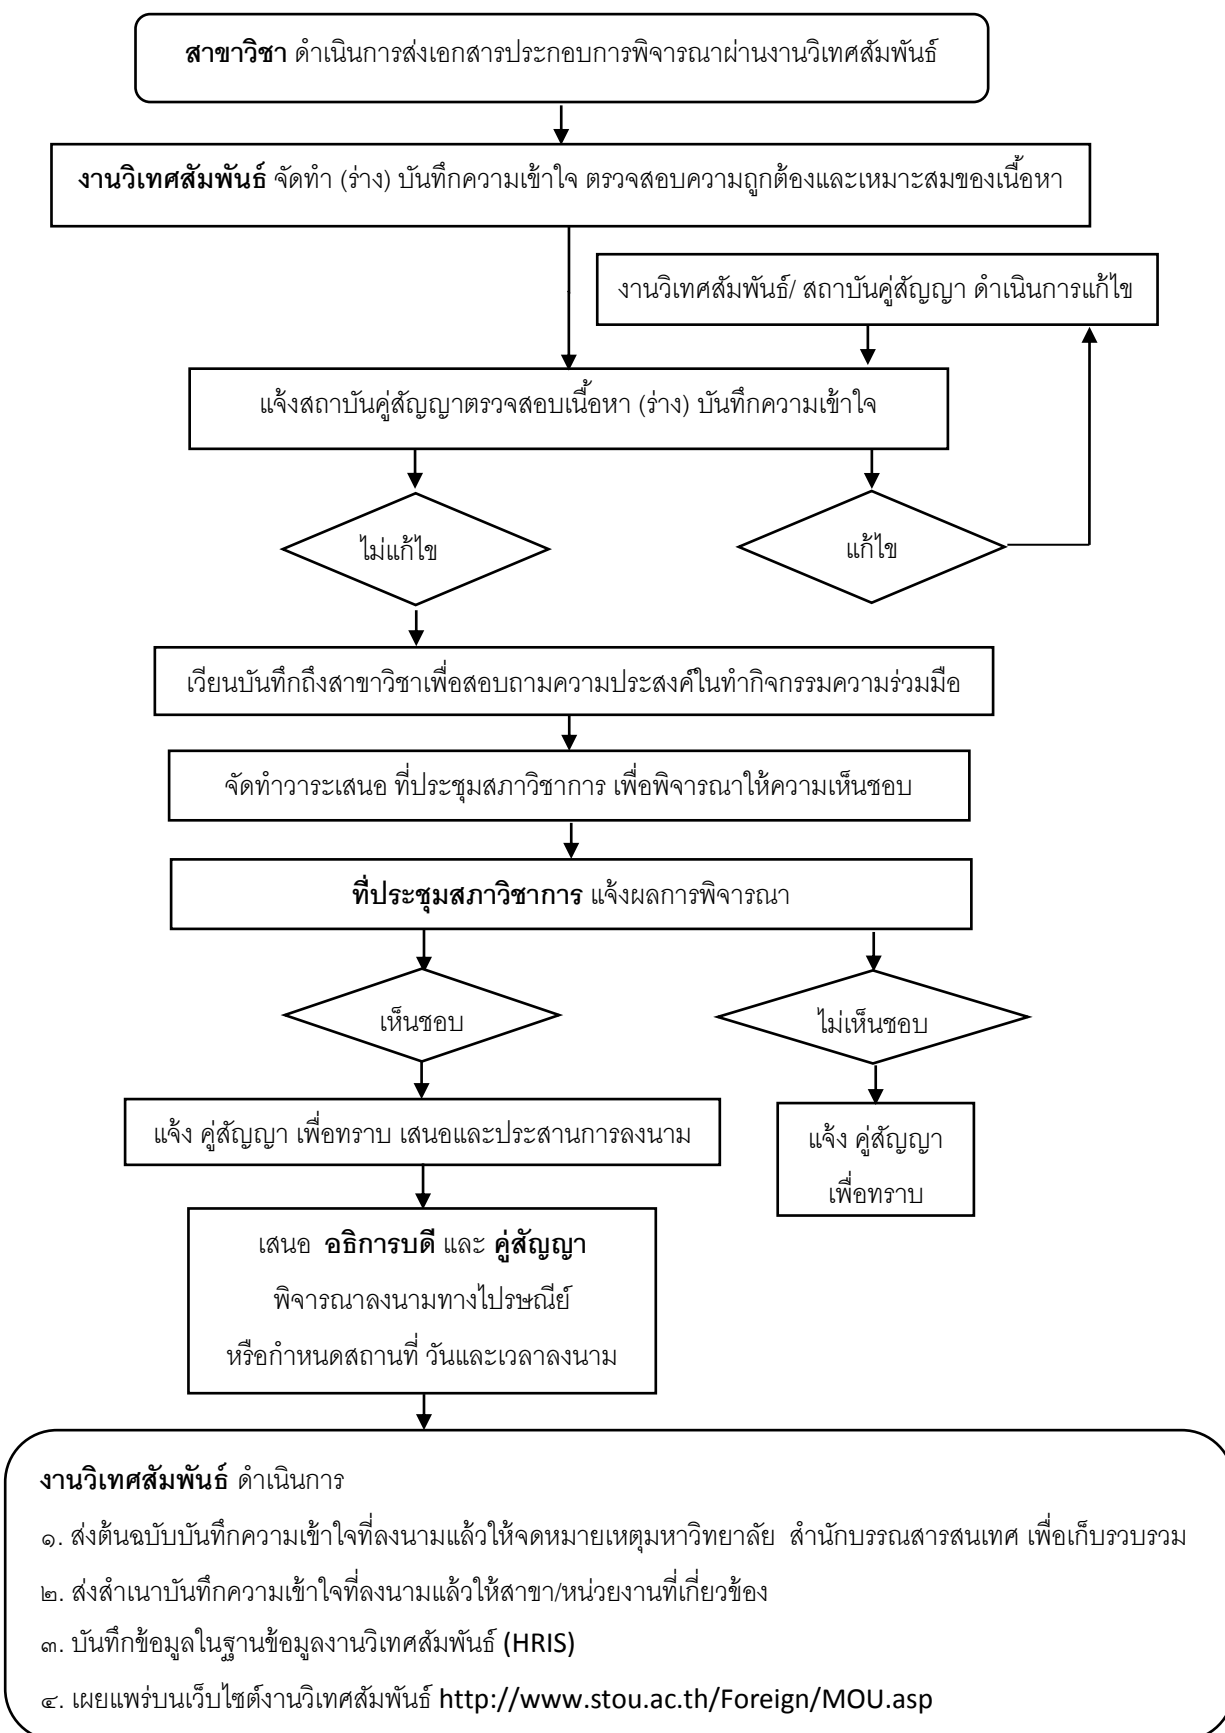 สาขาวิชา ดำเนินการส่งเอกสารประกอบการพิจารณาผ่านงานวิเทศสัมพันธ์
งานวิเทศสัมพันธ์ จัดทำ (ร่าง) บันทึกความเข้าใจ ตรวจสอบความถูกต้องและเหมาะสมของเนื้อหา
งานวิเทศสัมพันธ์/ สถาบันคู่สัญญา ดำเนินการแก้ไข
แจ้งสถาบันคู่สัญญาตรวจสอบเนื้อหา (ร่าง) บันทึกความเข้าใจ
ไม่แก้ไข
แก้ไข
เวียนบันทึกถึงสาขาวิชาเพื่อสอบถามความประสงค์ในทำกิจกรรมความร่วมมือ
จัดทำวาระเสนอ ที่ประชุมสภาวิชาการ เพื่อพิจารณาให้ความเห็นชอบ
ที่ประชุมสภาวิชาการ แจ้งผลการพิจารณา
เห็นชอบ
ไม่เห็นชอบ
แจ้ง คู่สัญญา เพื่อทราบ เสนอและประสานการลงนาม
แจ้ง คู่สัญญา
เพื่อทราบ
เสนอ อธิการบดี และ คู่สัญญา
พิจารณาลงนามทางไปรษณีย์
หรือกำหนดสถานที่ วันและเวลาลงนาม
งานวิเทศสัมพันธ์ ดำเนินการ
๑. ส่งต้นฉบับบันทึกความเข้าใจที่ลงนามแล้วให้จดหมายเหตุมหาวิทยาลัย สำนักบรรณสารสนเทศ เพื่อเก็บรวบรวม
๒. ส่งสำเนาบันทึกความเข้าใจที่ลงนามแล้วให้สาขา/หน่วยงานที่เกี่ยวข้อง
๓. บันทึกข้อมูลในฐานข้อมูลงานวิเทศสัมพันธ์ (HRIS)
๔. เผยแพร่บนเว็บไซต์งานวิเทศสัมพันธ์ http://www.stou.ac.th/Foreign/MOU.asp